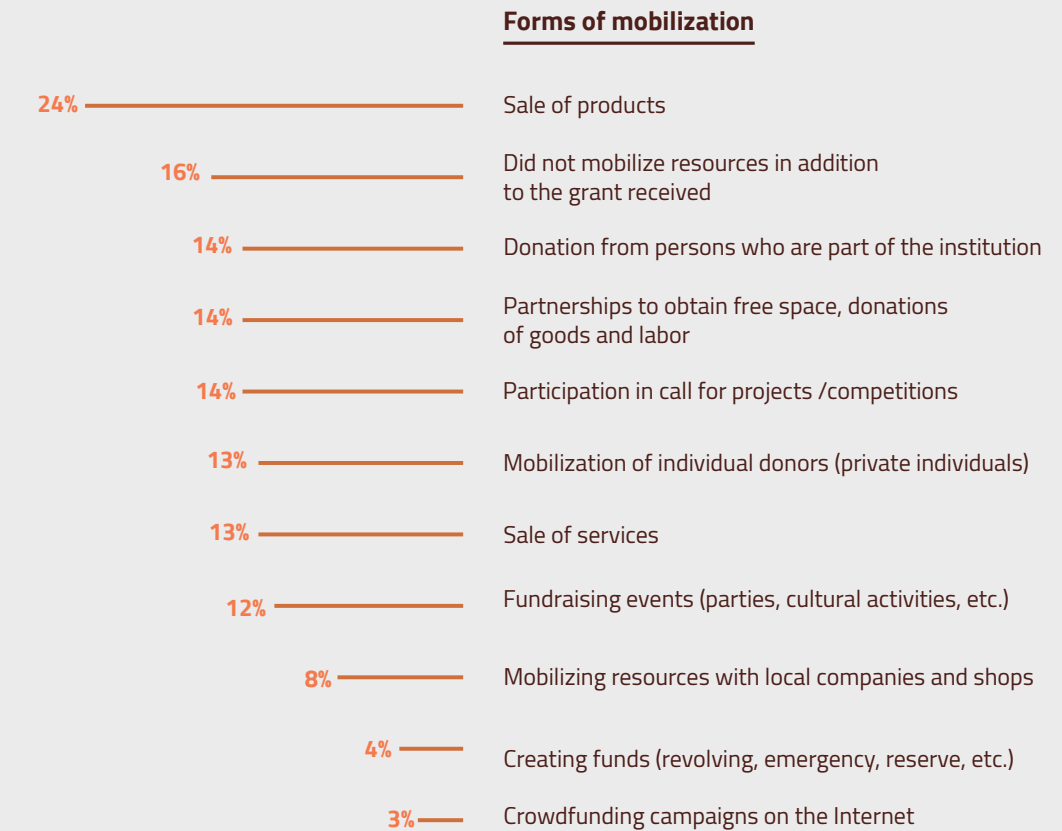 Forms of mobilization
24% Sale of products
16% Did not mobilize resources in addition
to the grant received
14% Donation from persons who are part of the institution
14% Partnerships to obtain free space, donations
of goods and labor
14% Participation in call for projects /competitions
13% Mobilization of individual donors (private individuals)
13% Sale of services
12% Fundraising events (parties, cultural activities, etc.)
8% Mobilizing resources with local companies and shops
4% Creating funds (revolving, emergency, reserve, etc.)
3% Crowdfunding campaigns on the Internet